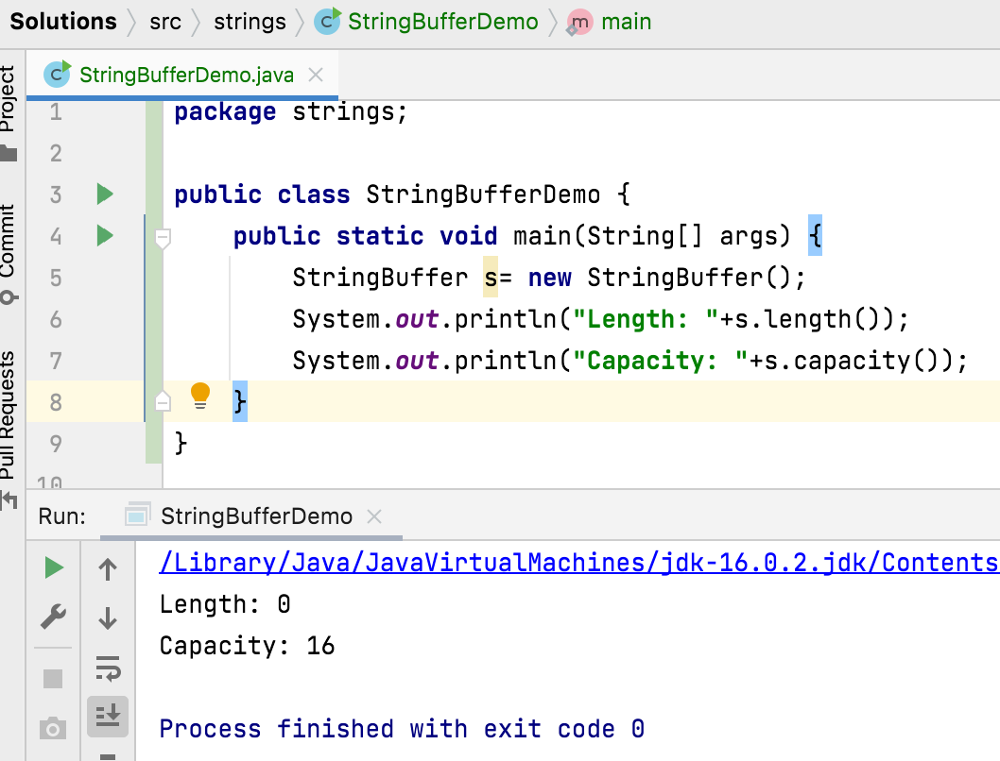 Solutions src strings StringBufferDemo main
StringBufferDemo.java
Project
Commit
Pull Requests
1 package strings;
2
3 public class StringBufferDemo {
4 public static void main(String[] args) {
5 StringBuffer s= new StringBuffer();
6 System.out.println("Length: "+s.length());
7 System.out.println("Capacity: "+s.capacity());
8 }
9 }
10
Run: StringBufferDemo
/Library/Java/JavaVirtualMachines/jdk-16.0.2.jdk/Contents
Length: 0
Capacity: 16
Process finished with exit code 0